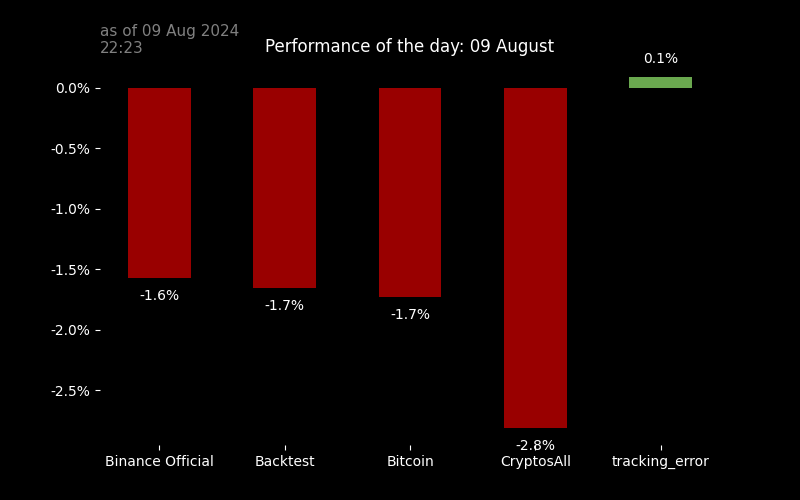 as of 09 Aug 2024
22:23
Performance of the day: 09 August
0.1%
0.0%
-0.5%
-1.0%
-1.5%
-1.6%
-1.7%
-1.7%
-2.0%
-2.5%
-2.8%
Binance Official
Backtest
Bitcoin
CryptosAll
tracking_error